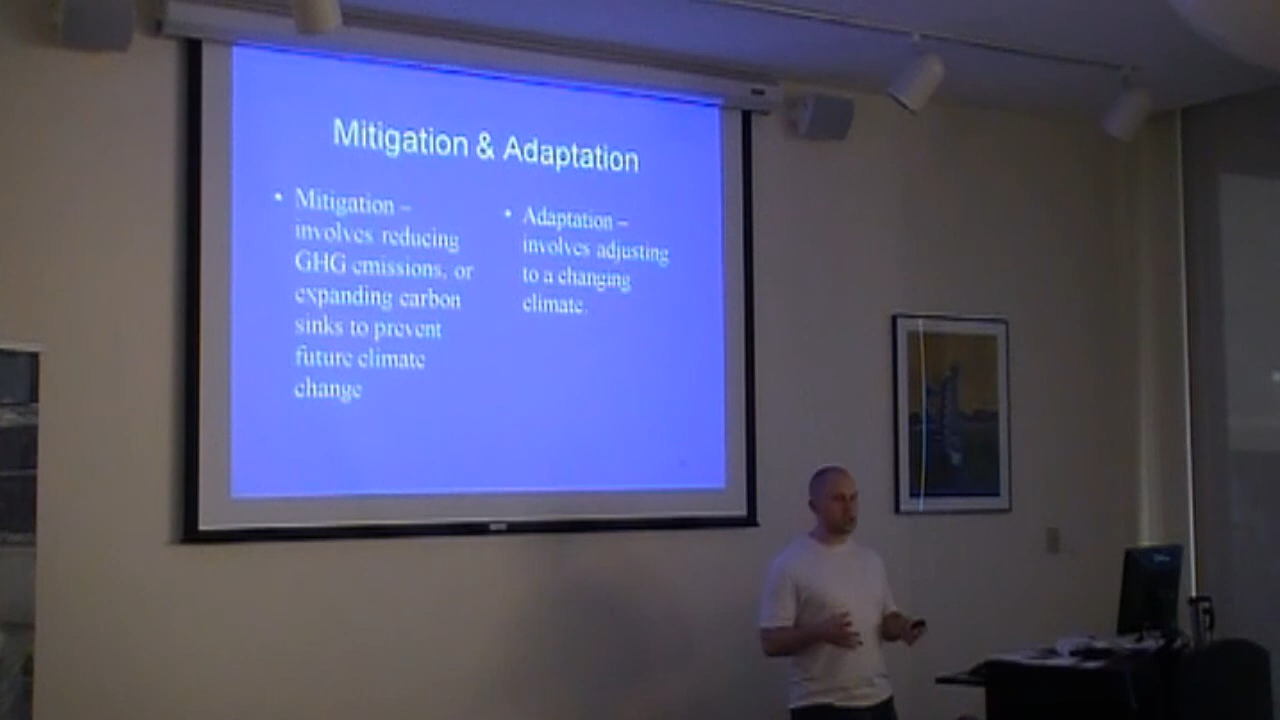 Mitigation & Adaptation
• Mitigation –
involves reducing
GHG emissions, or
expanding carbon
sinks to prevent
future climate
change
• Adaptation –
involves adjusting
to a changing
climate.